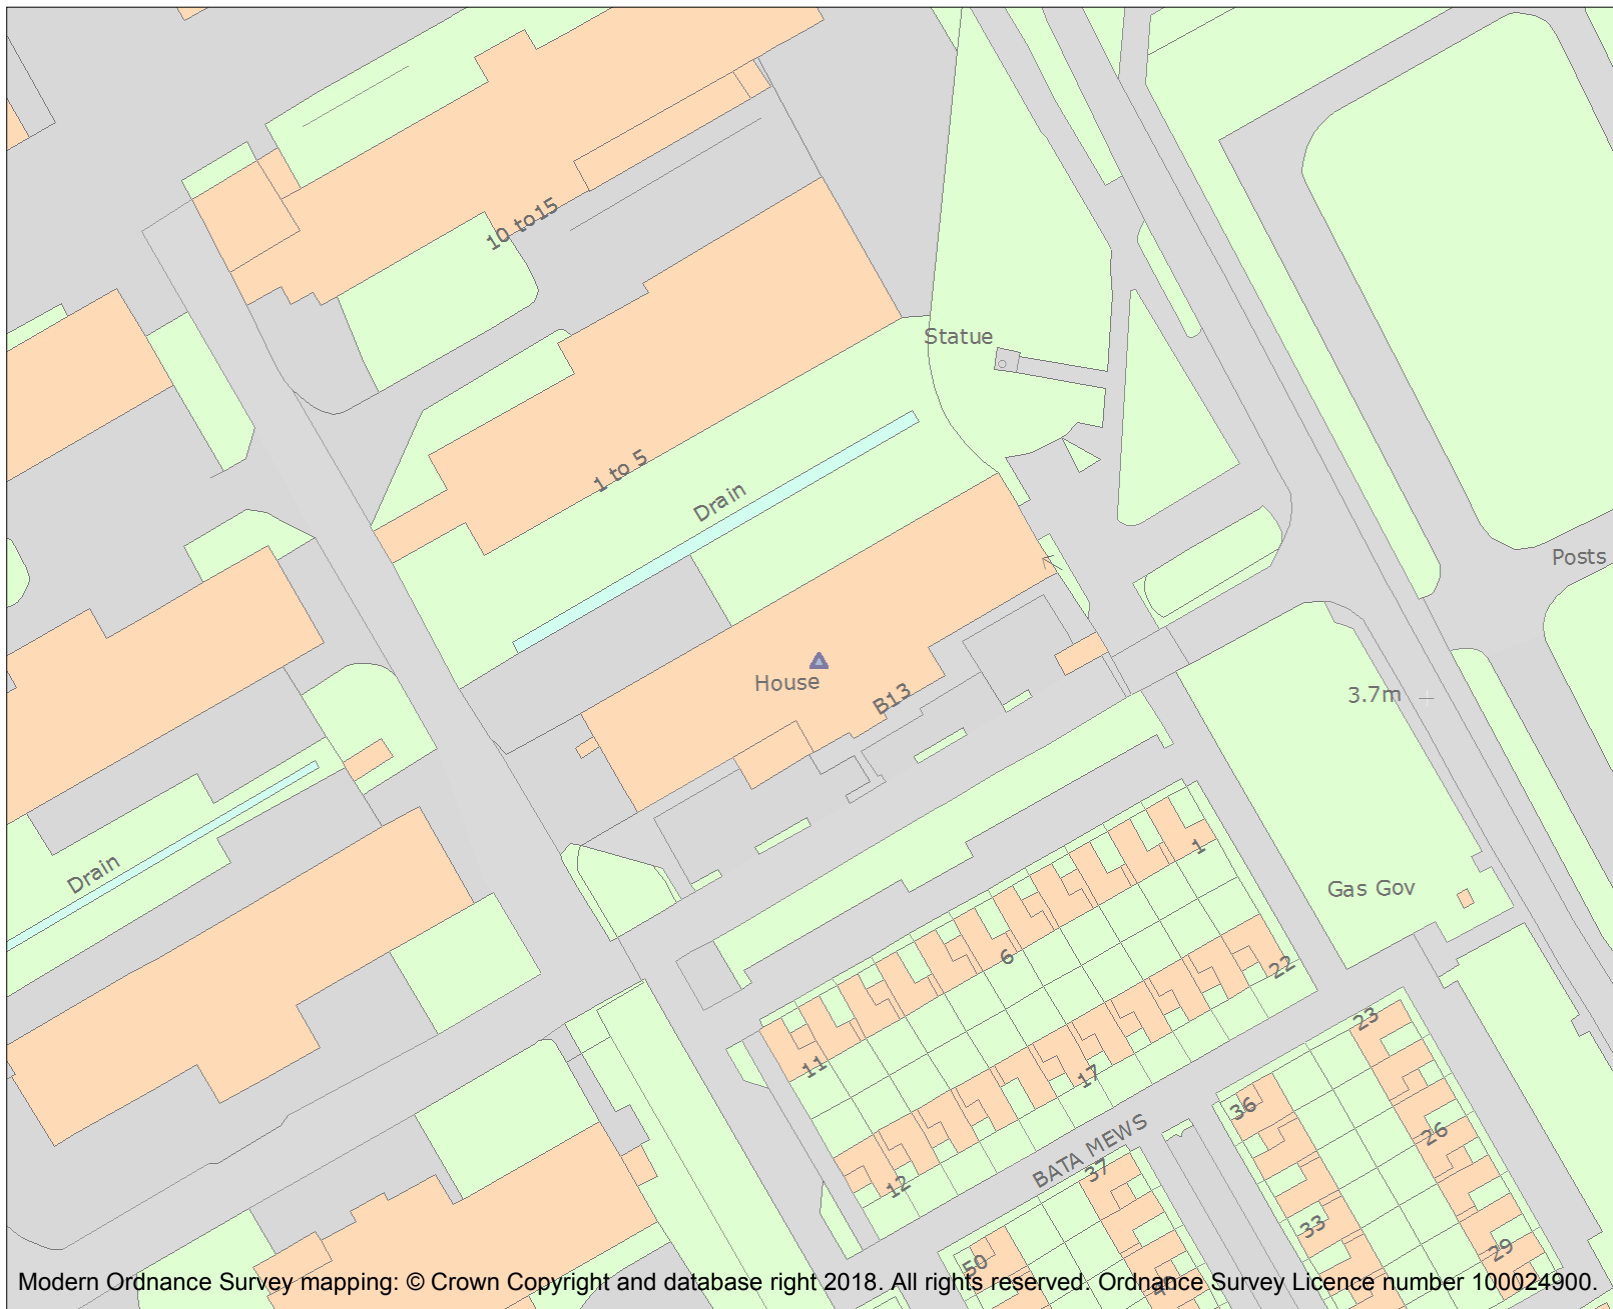 10 to15
Statue
1 to 5
Drain
Posts
House
B13
3.7m
Drain
1
Gas Gov
6
22
11
23
17
36
BATA MEWS
26
37
12
33
29
50
Modern Ordnance Survey mapping: © Crown Copyright and database right 2018. All rights reserved. Ordnance Survey Licence number 100024900.